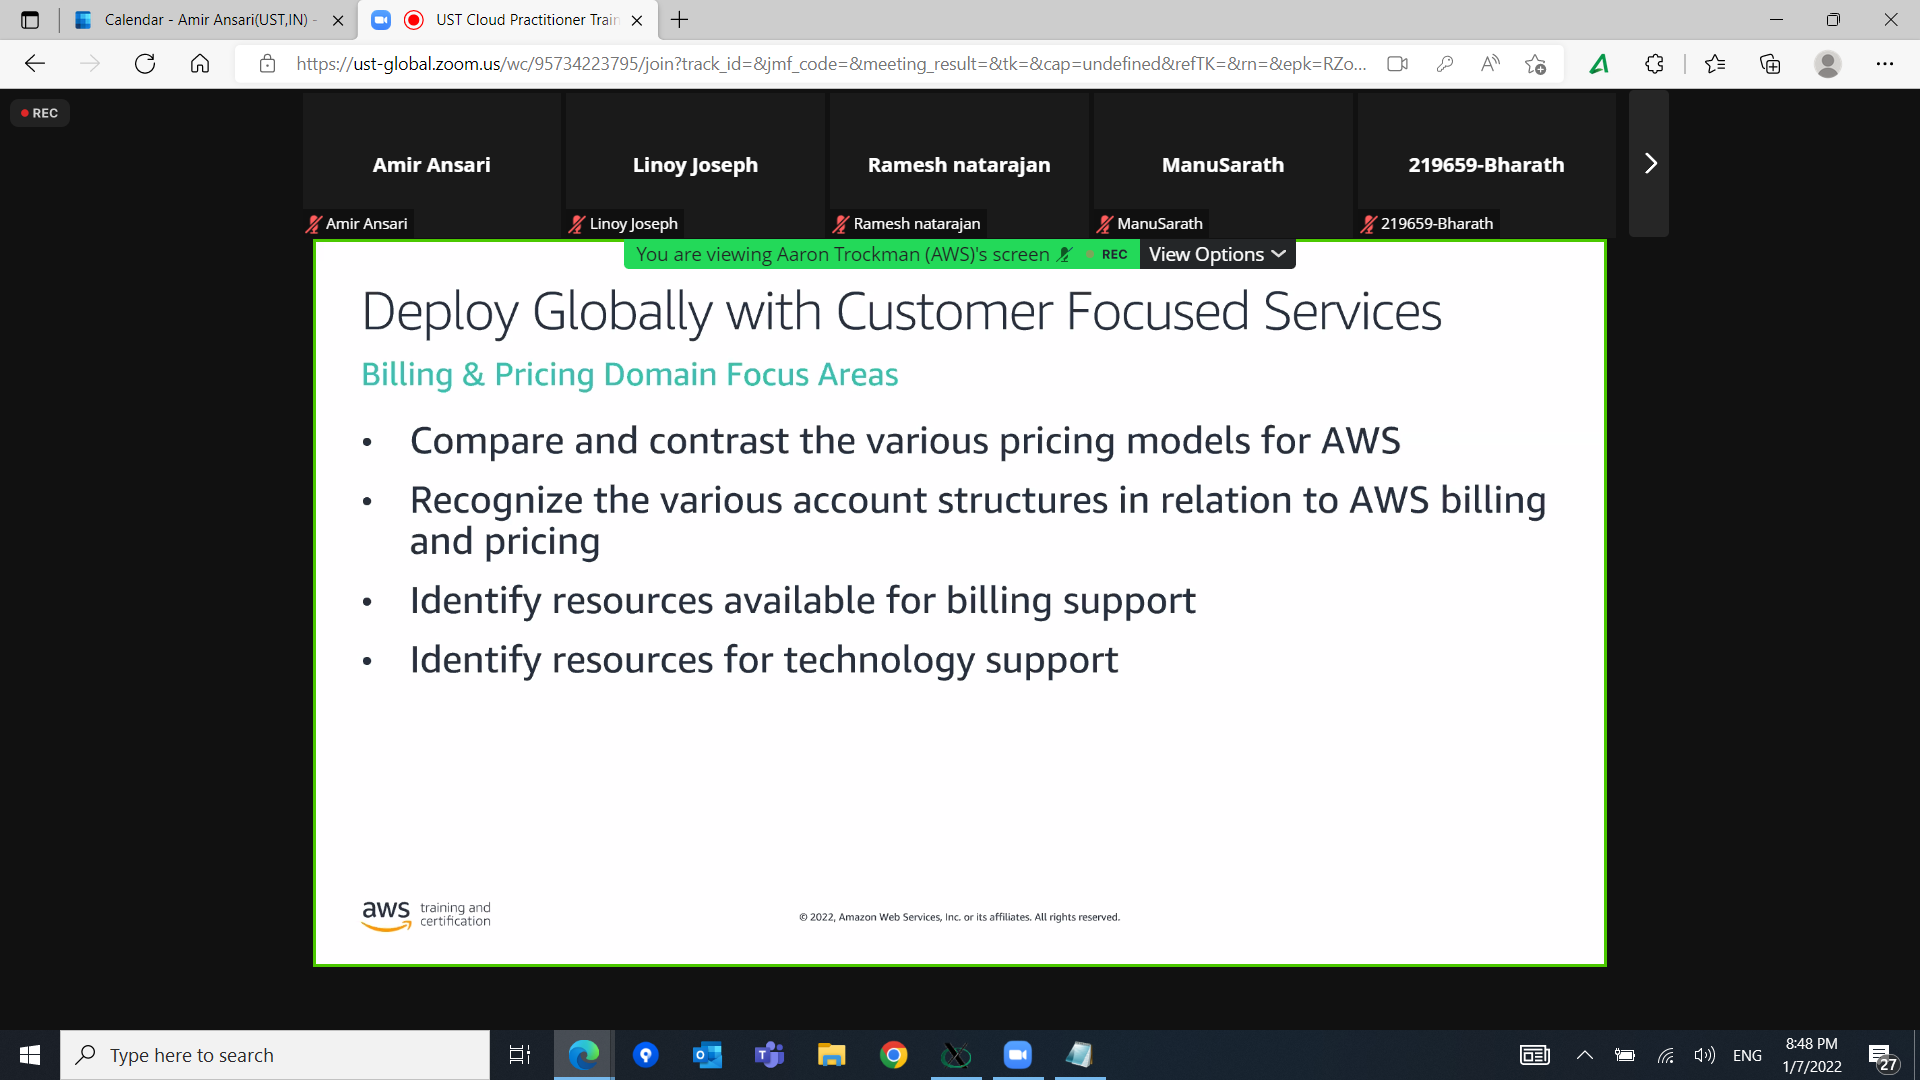 Calendar - Amir Ansari(UST,IN) -
UST Cloud Practitioner Train
https://ust-global.zoom.us/wc/95734223795/join?track_id=&jmf_code=&meeting_result=&tk=&cap=undefined&refTK=&rn=&epk=RZo...
REC
Amir Ansari
Linoy Joseph
Ramesh natarajan
ManuSarath
219659-Bharath
Amir Ansari
Linoy Joseph
Ramesh natarajan
ManuSarath
219659-Bharath
You are viewing Aaron Trockman (AWS)'s screen
REC
View Options
Deploy Globally with Customer Focused Services
Billing & Pricing Domain Focus Areas
• Compare and contrast the various pricing models for AWS
• Recognize the various account structures in relation to AWS billing
and pricing
• Identify resources available for billing support
• Identify resources for technology support
aws training and
certification
© 2022, Amazon Web Services, Inc. or its affiliates. All rights reserved.
Type here to search
ENG
8:48 PM
1/7/2022
27